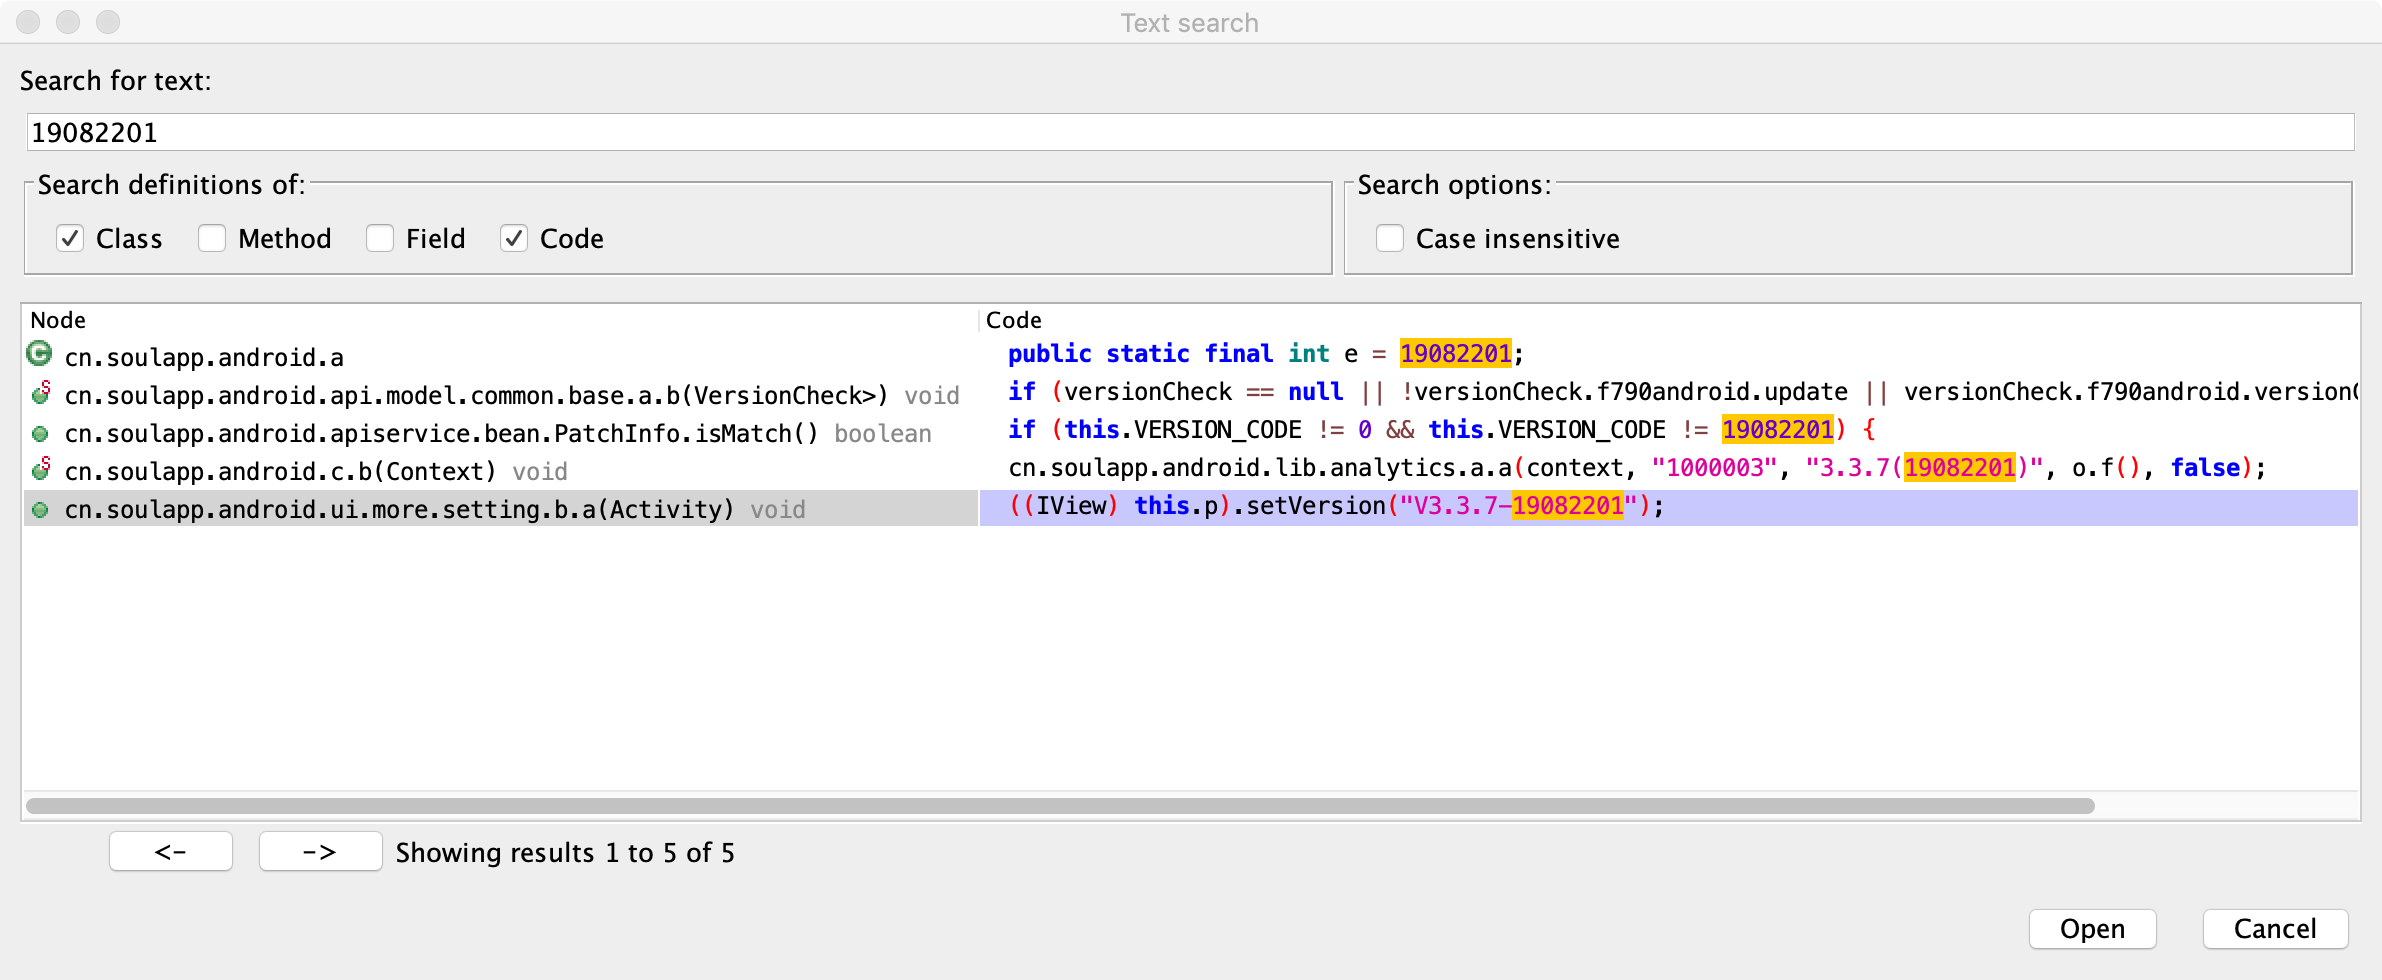 Text search
Search for text:
19082201
Search definitions of:
Search options:
Class Method Field Code
Case insensitive
Node Code
cn.soulapp.android.a public static final int e = 19082201;
cn.soulapp.android.api.model.common.base.a.b(VersionCheck>) void if (versionCheck == null || !versionCheck.f790android.update || versionCheck.f790android.version
cn.soulapp.android.apiservice.bean.PatchInfo.isMatch() boolean if (this.VERSION_CODE != 0 && this.VERSION_CODE != 19082201) {
cn.soulapp.android.c.b(Context) void cn.soulapp.android.lib.analytics.a.a(context, "1000003", "3.3.7(19082201)", o.f(), false);
cn.soulapp.android.ui.more.setting.b.a(Activity) void ((IView) this.p).setVersion("V3.3.7-19082201");
<- -> Showing results 1 to 5 of 5
Open Cancel